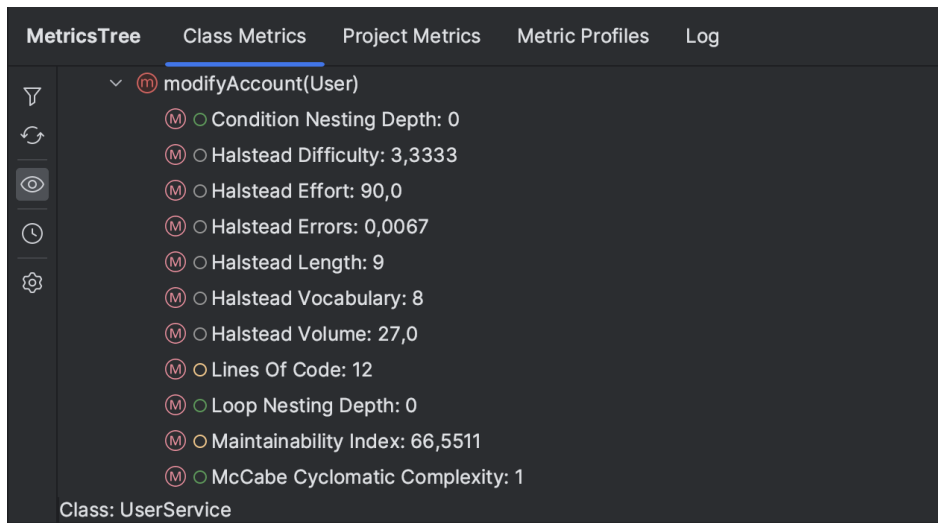 MetricsTree Class Metrics Project Metrics Metric Profiles Log
m modifyAccount(User)
M Condition Nesting Depth: 0
M Halstead Difficulty: 3,3333
M Halstead Effort: 90,0
M Halstead Errors: 0,0067
M Halstead Length: 9
M Halstead Vocabulary: 8
M Halstead Volume: 27,0
M Lines Of Code: 12
M Loop Nesting Depth: 0
M Maintainability Index: 66,5511
M McCabe Cyclomatic Complexity: 1
Class: UserService